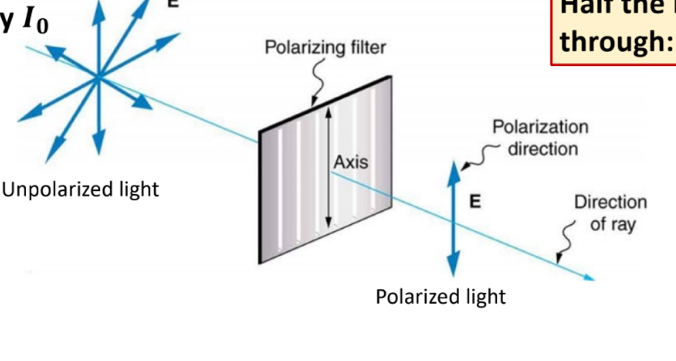 y I₀
E
Half the
through:
Polarizing filter
Axis
Polarization
direction
E
Direction
of ray
Unpolarized light
Polarized light